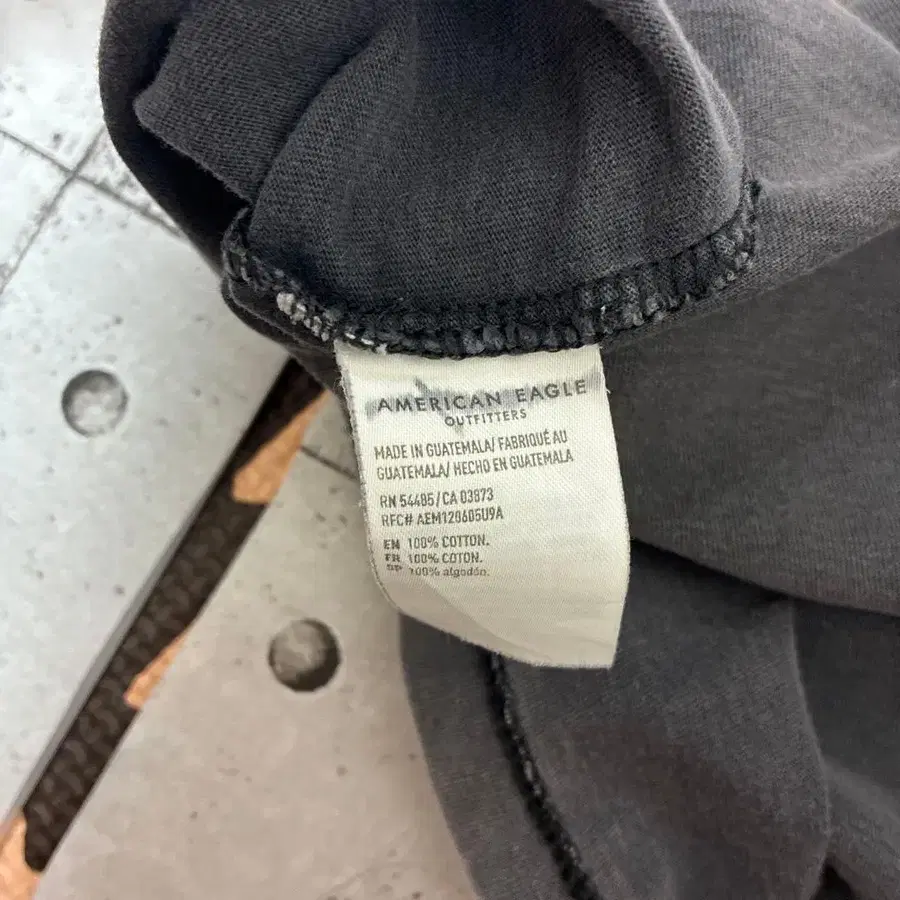 AMERICAN EAGLE
OUTFITTERS
MADE IN GUATEMALA/ FABRIQUÉ AU
GUATEMALA/ HECHO EN GUATEMALA
RN 54485/CA 03873
RFC# AEM120605U9A
EN 100% COTTON.
FR 100% COTON.
SP 100% algodón.